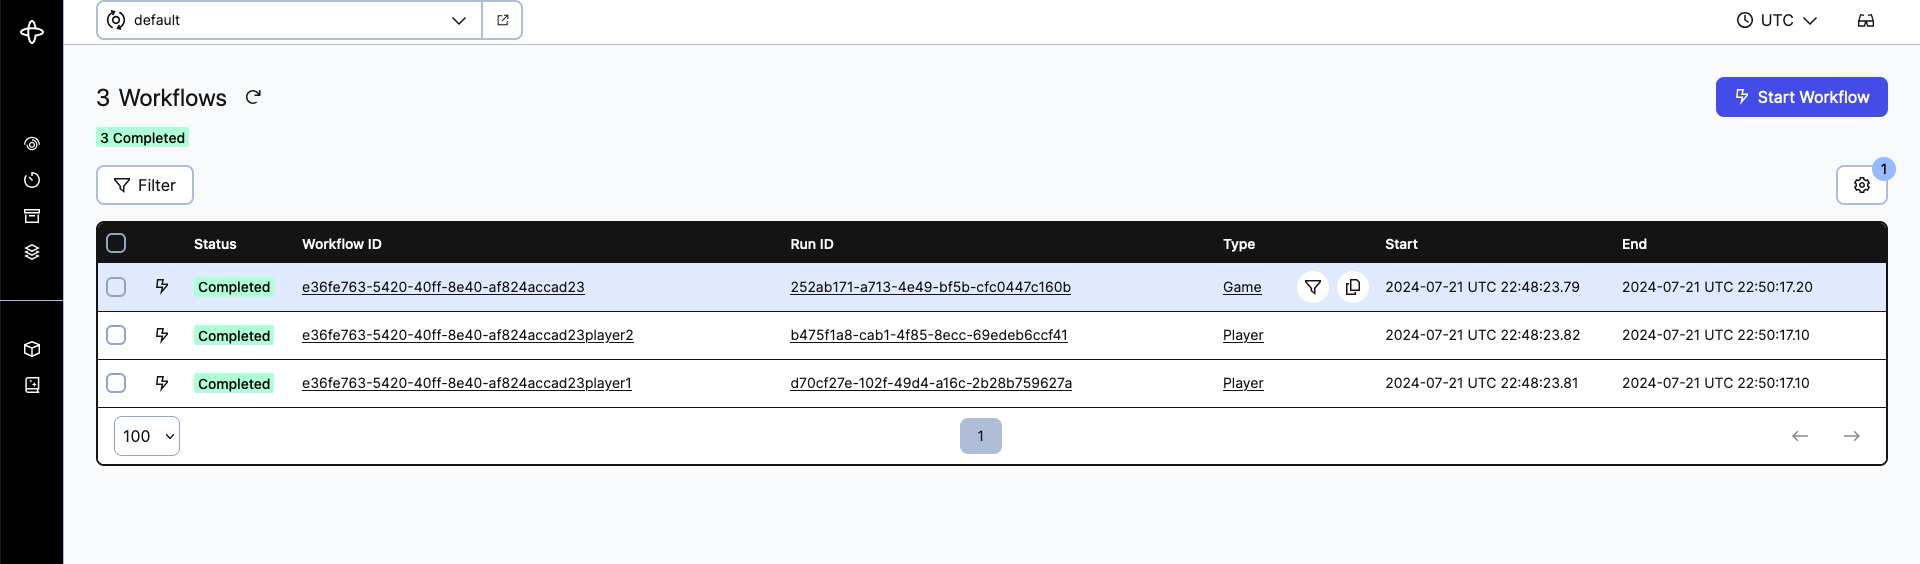 default
UTC
3 Workflows
Start Workflow
3 Completed
Filter
1
Status Workflow ID Run ID Type Start End
Completed e36fe763-5420-40ff-8e40-af824accad23 252ab171-a713-4e49-bf5b-cfc0447c160b Game 2024-07-21 UTC 22:48:23.79 2024-07-21 UTC 22:50:17.20
Completed e36fe763-5420-40ff-8e40-af824accad23player2 b475f1a8-cab1-4f85-8ecc-69edeb6ccf41 Player 2024-07-21 UTC 22:48:23.82 2024-07-21 UTC 22:50:17.10
Completed e36fe763-5420-40ff-8e40-af824accad23player1 d70cf27e-102f-49d4-a16c-2b28b759627a Player 2024-07-21 UTC 22:48:23.81 2024-07-21 UTC 22:50:17.10
100 1